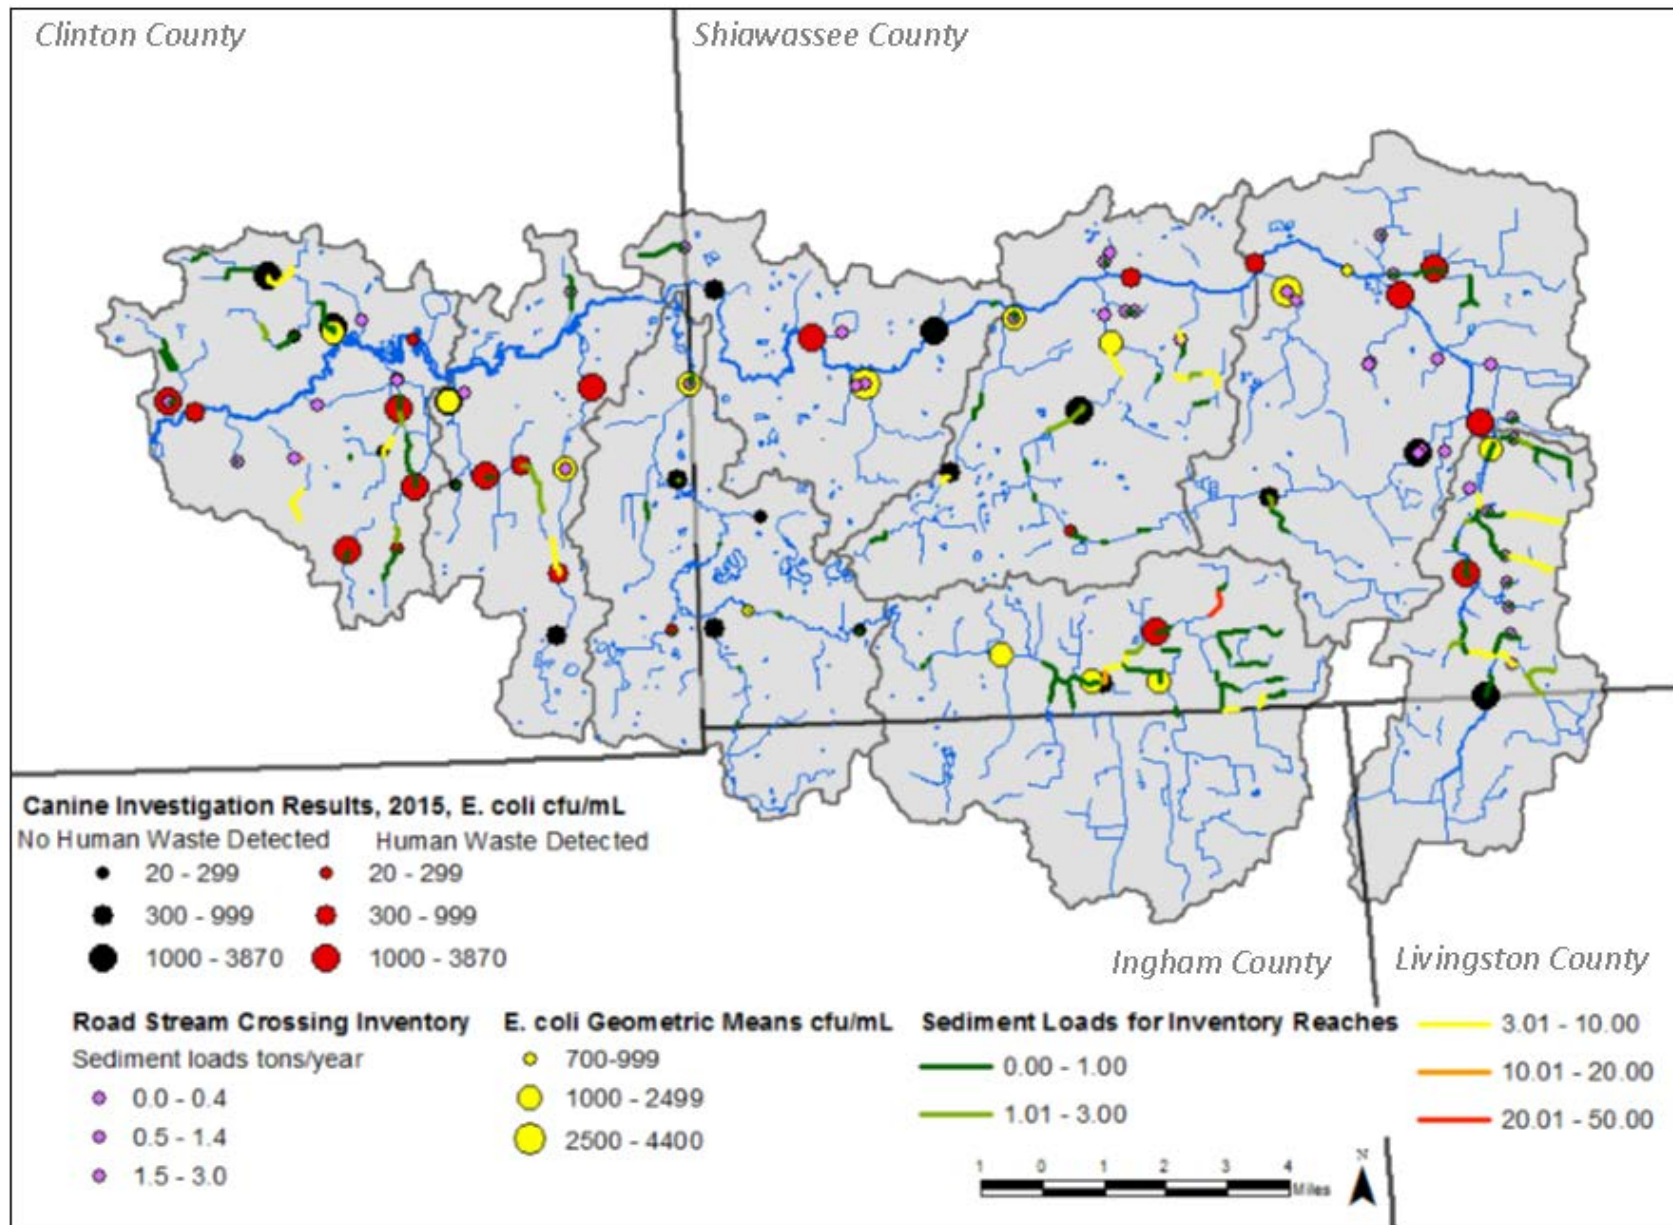 Clinton County
Shiawassee County
Canine Investigation Results, 2015, E. coli cfu/mL
No Human Waste Detected Human Waste Detected
20 - 299 20 - 299
300 - 999 300 - 999
1000 - 3870 1000 - 3870
Ingham County
Livingston County
Road Stream Crossing Inventory
Sediment loads tons/year
0.0 - 0.4
0.5 - 1.4
1.5 - 3.0
E. coli Geometric Means cfu/mL
700-999
1000 - 2499
2500 - 4400
Sediment Loads for Inventory Reaches
0.00 - 1.00
1.01 - 3.00
3.01 - 10.00
10.01 - 20.00
20.01 - 50.00
1 0 1 2 3 4
Miles
N